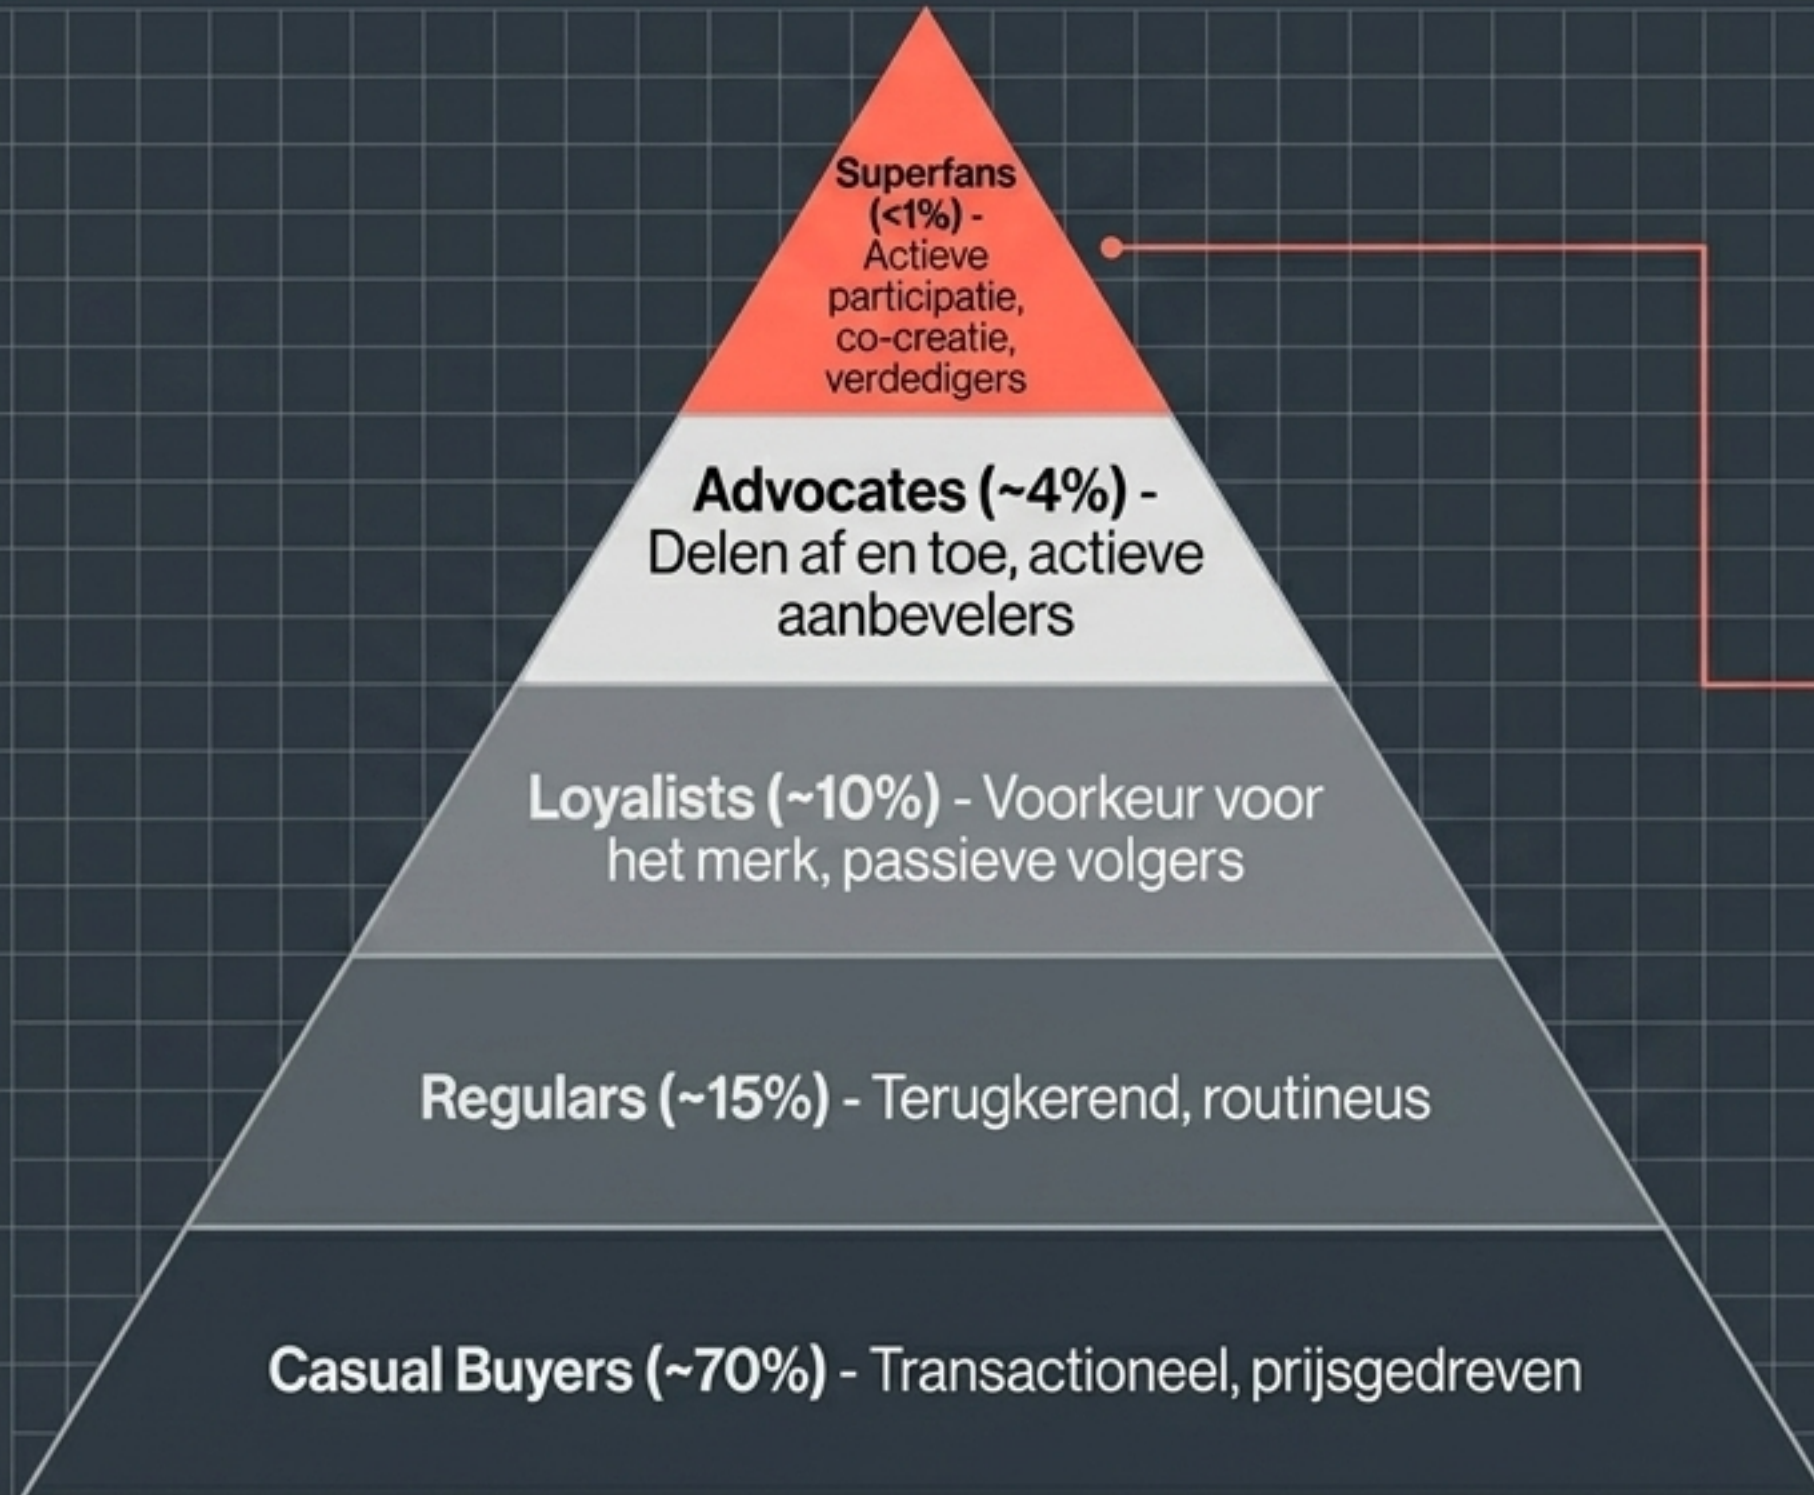 Superfans
(<1%) -
Actieve
participatie,
co-creatie,
verdedigers
Advocates (~4%) -
Delen af en toe, actieve
aanbevelers
Loyalists (~10%) - Voorkeur voor
het merk, passieve volgers
Regulars (~15%) - Terugkerend, routineus
Casual Buyers (~70%) - Transactioneel, prijsgedreven